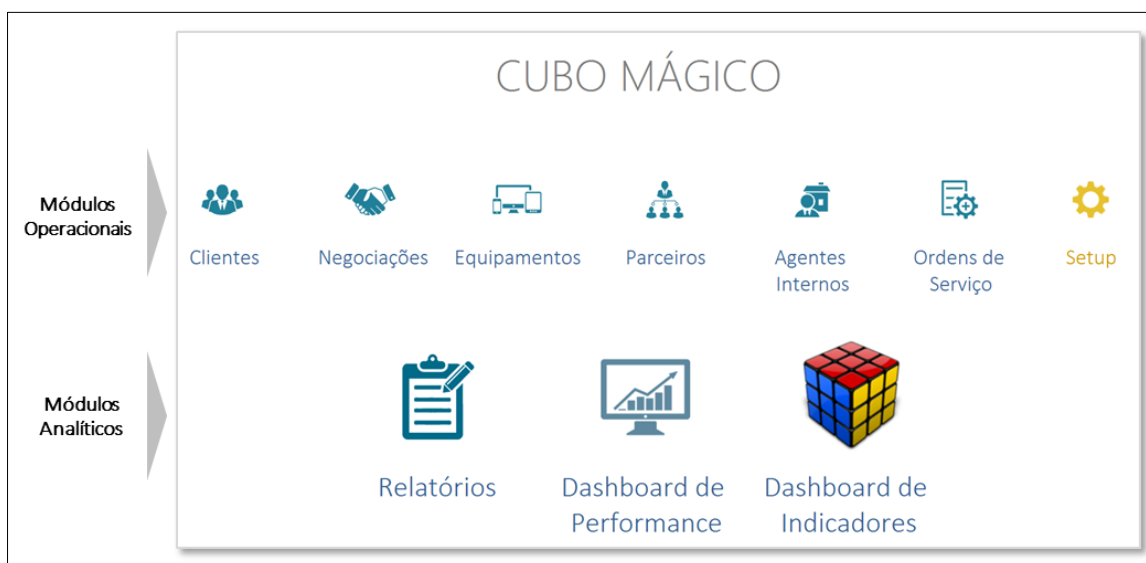 CUBO MÁGICO
Módulos
Operacionais
Clientes
Negociações
Equipamentos
Parceiros
Agentes
Internos
Ordens de
Serviço
Setup
Módulos
Analíticos
Relatórios
Dashboard de
Performance
Dashboard de
Indicadores